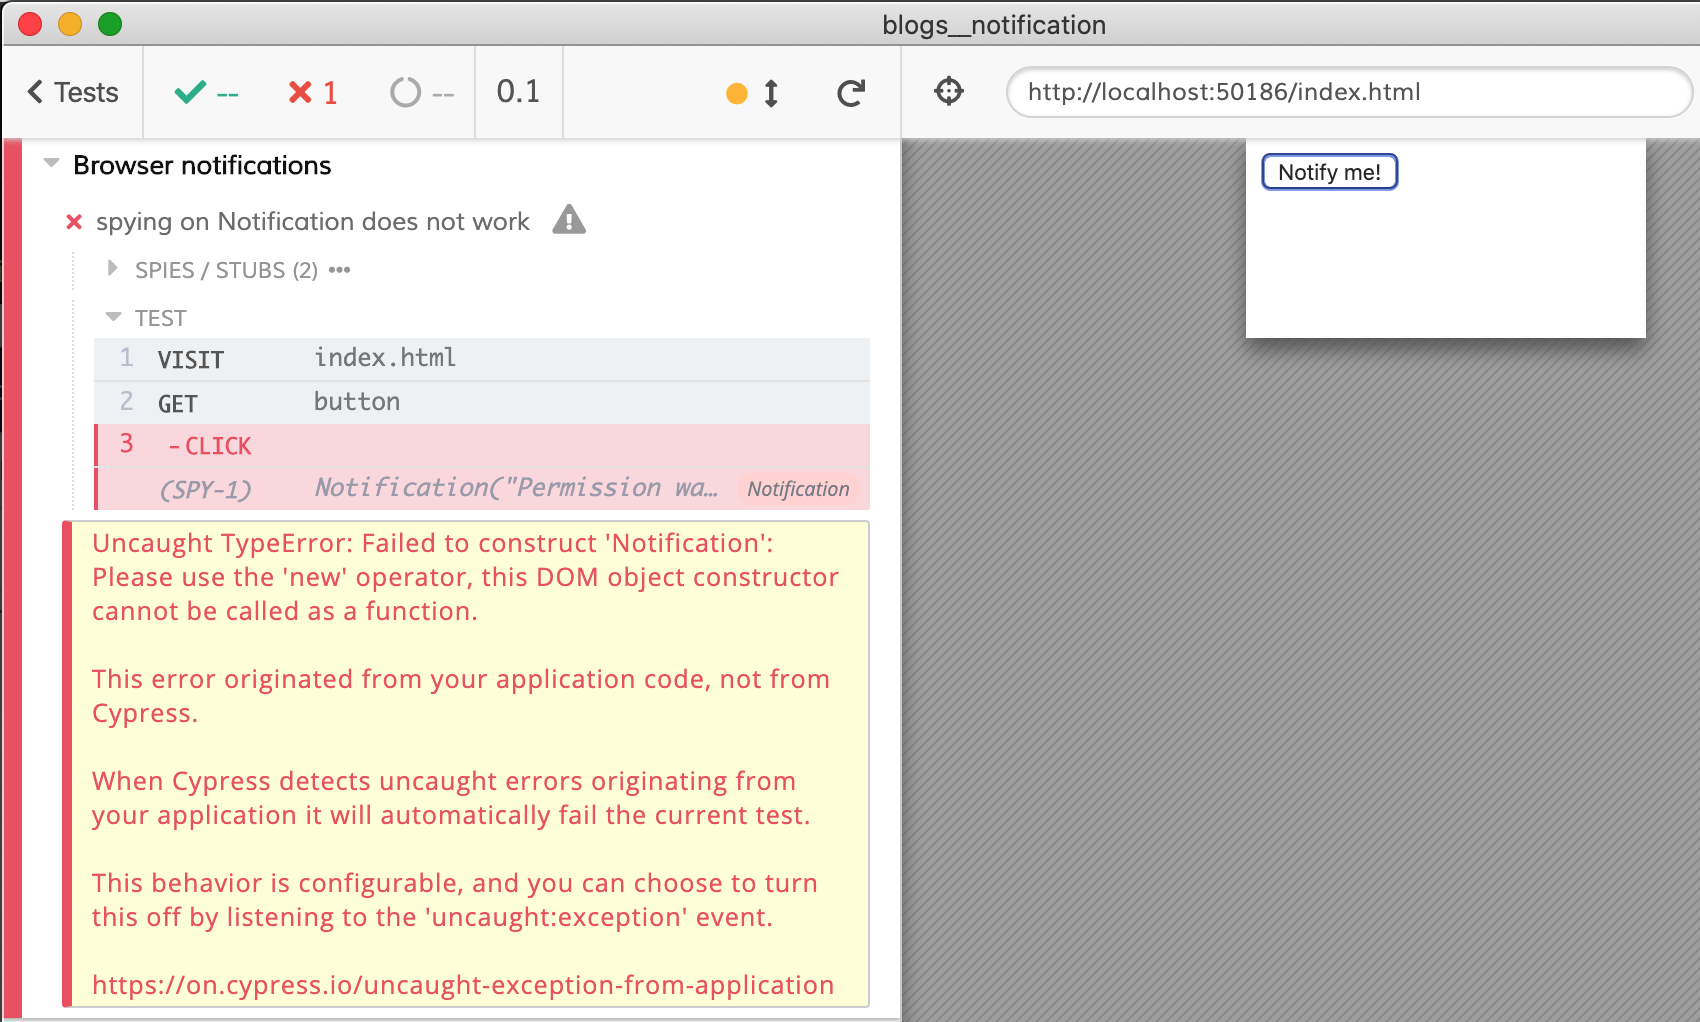 blogs__notification
Tests
--
1
--
0.1
http://localhost:50186/index.html
Browser notifications
Notify me!
spying on Notification does not work
SPIES / STUBS (2)
TEST
1 VISIT index.html
2 GET button
3 - CLICK
(SPY-1) Notification("Permission wa… Notification
Uncaught TypeError: Failed to construct 'Notification':
Please use the 'new' operator, this DOM object constructor
cannot be called as a function.
This error originated from your application code, not from
Cypress.
When Cypress detects uncaught errors originating from
your application it will automatically fail the current test.
This behavior is configurable, and you can choose to turn
this off by listening to the 'uncaught:exception' event.
https://on.cypress.io/uncaught-exception-from-application